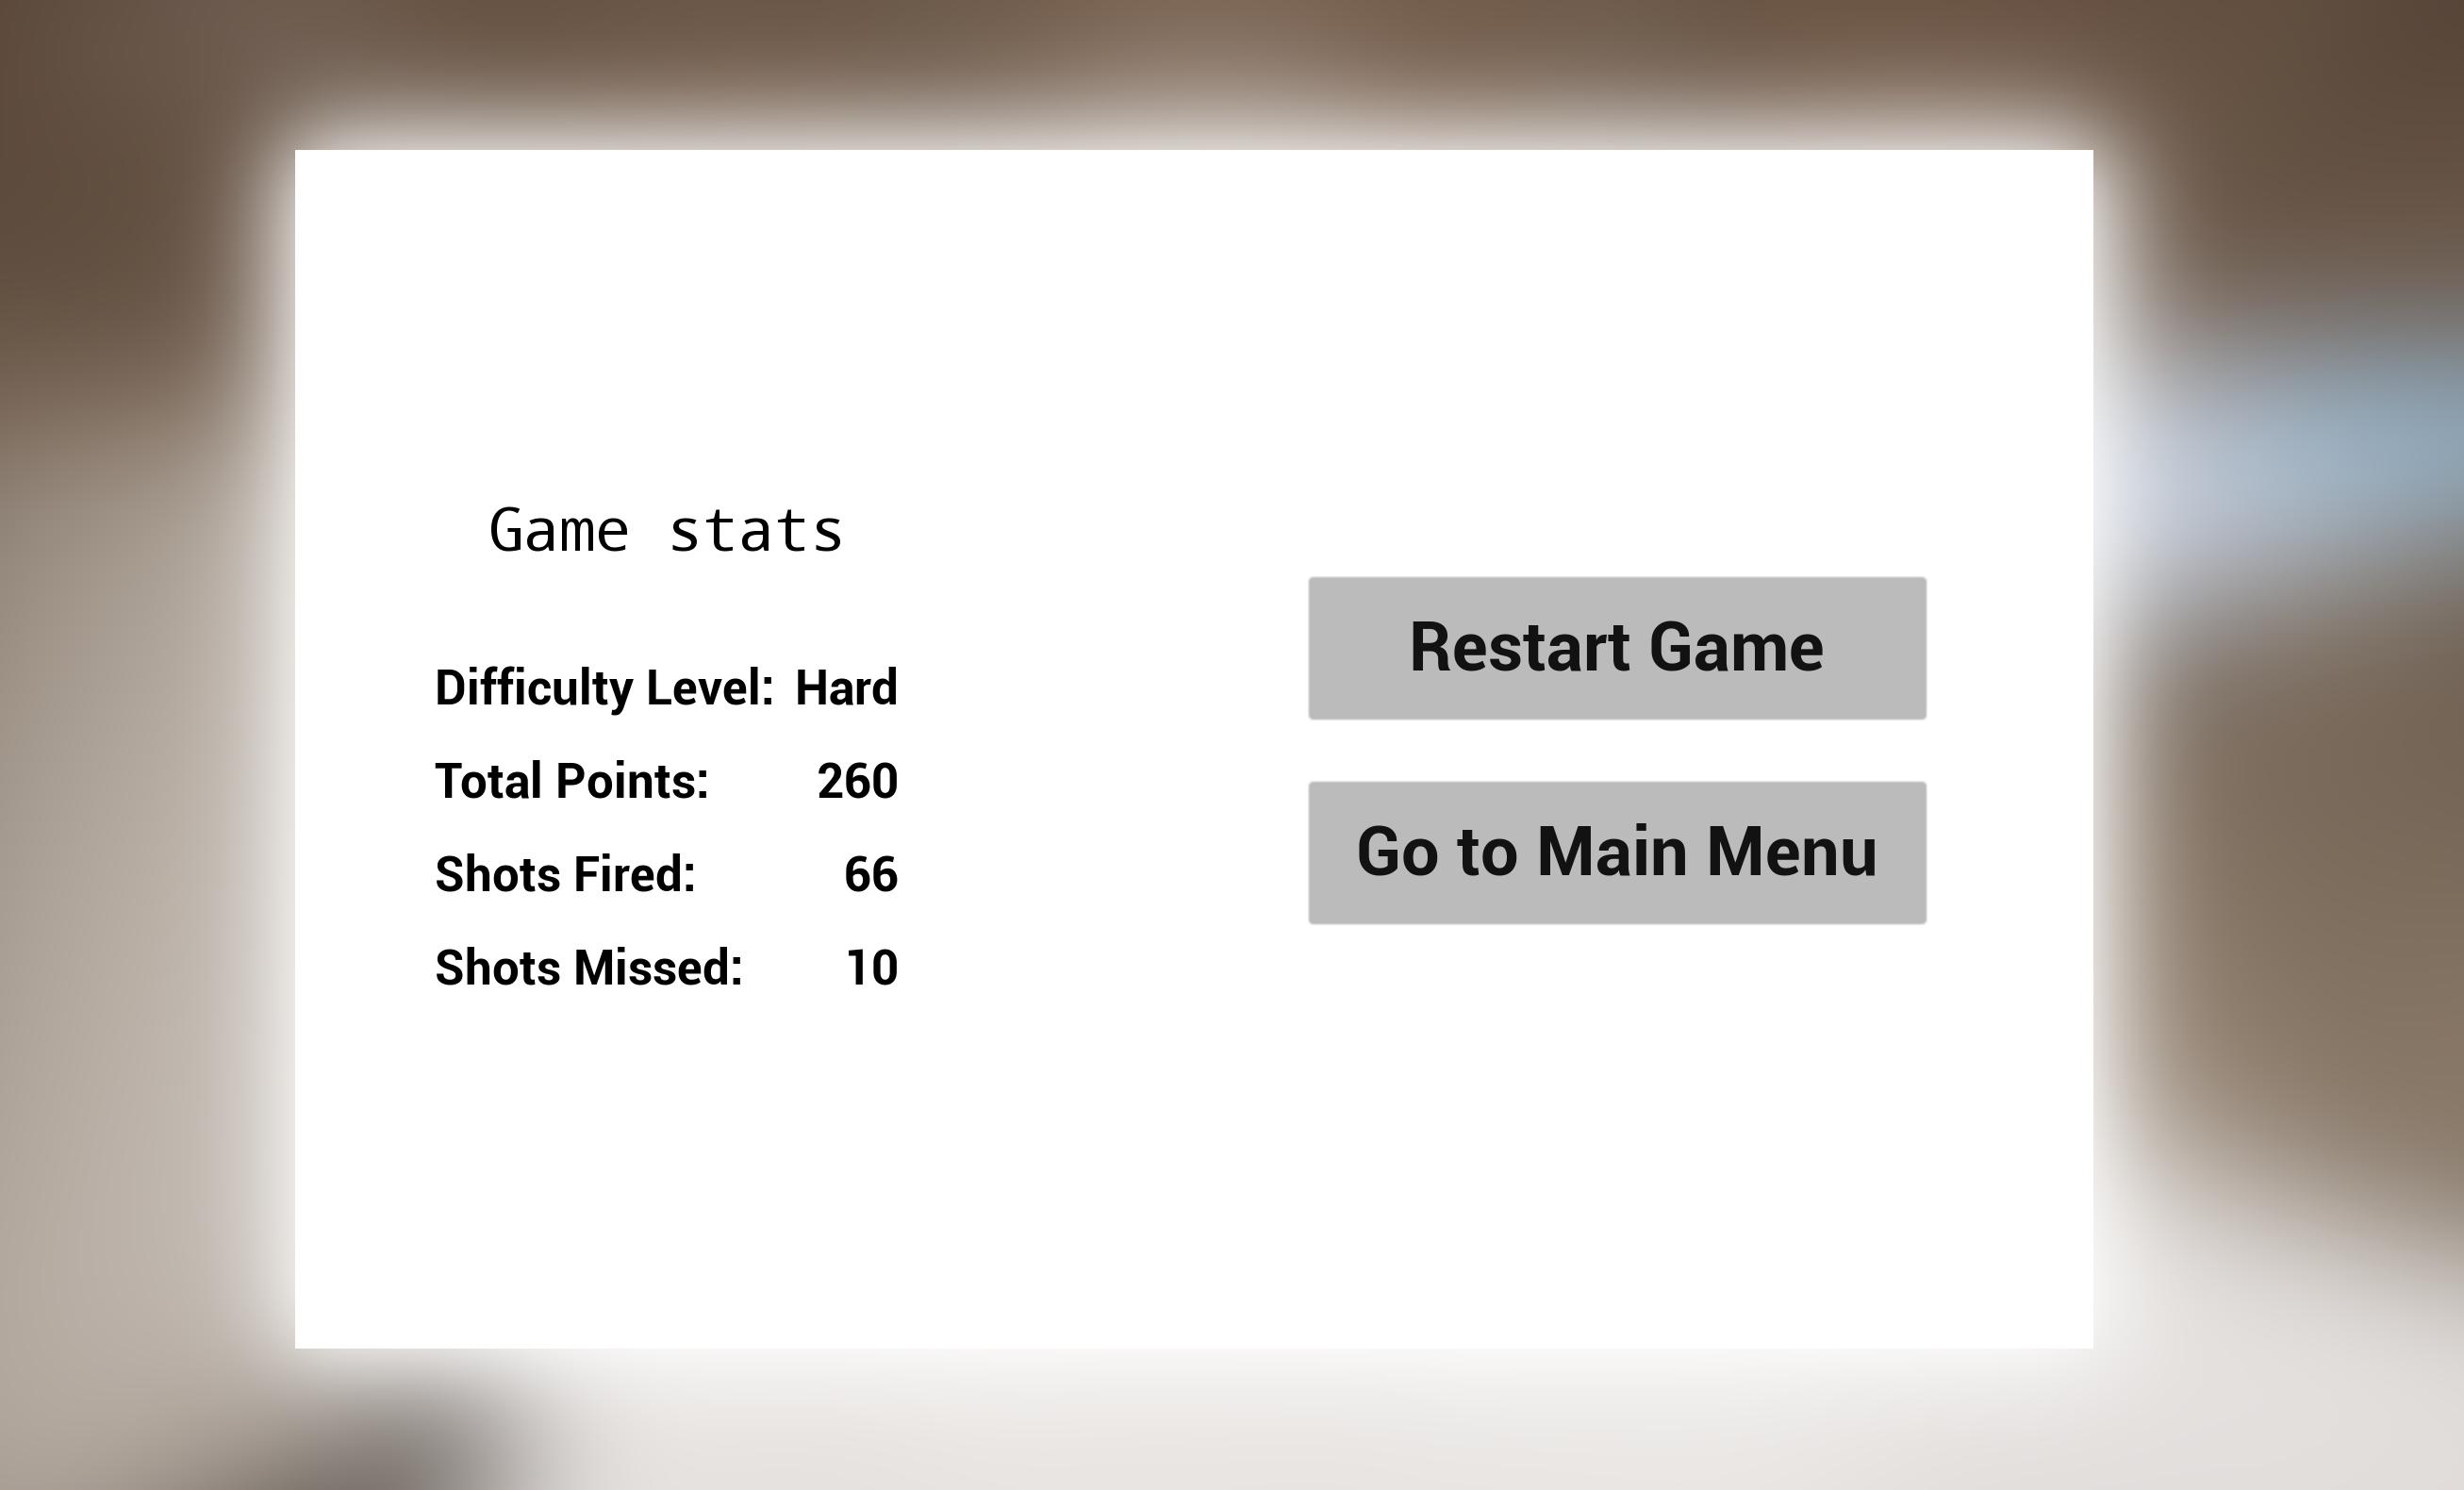 Game stats
Difficulty Level: Hard
Total Points: 260
Shots Fired: 66
Shots Missed: 10
Restart Game
Go to Main Menu